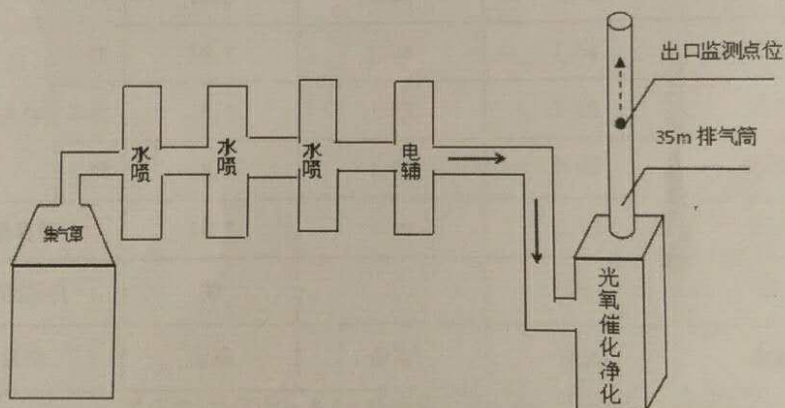 出口监测点位
35m 排气筒
水喷
水喷
水喷
电辅
集气罩
光氧催化净化